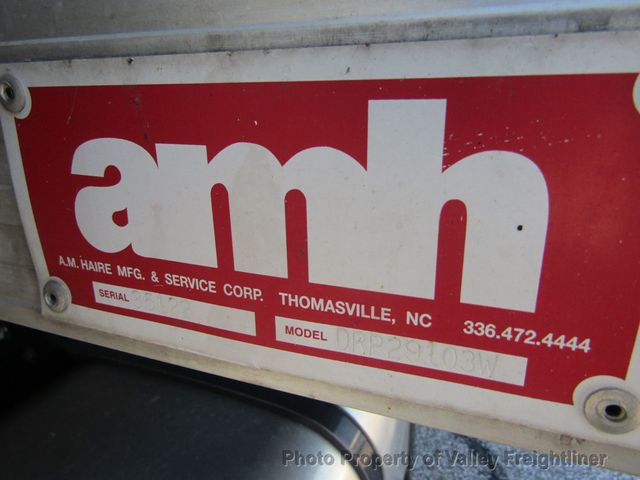 amh
A.M. HAIRE MFG. & SERVICE CORP. THOMASVILLE, NC 336.472.4444
SERIAL
MODEL DRP29103W
Photo Property of Valley Freightliner